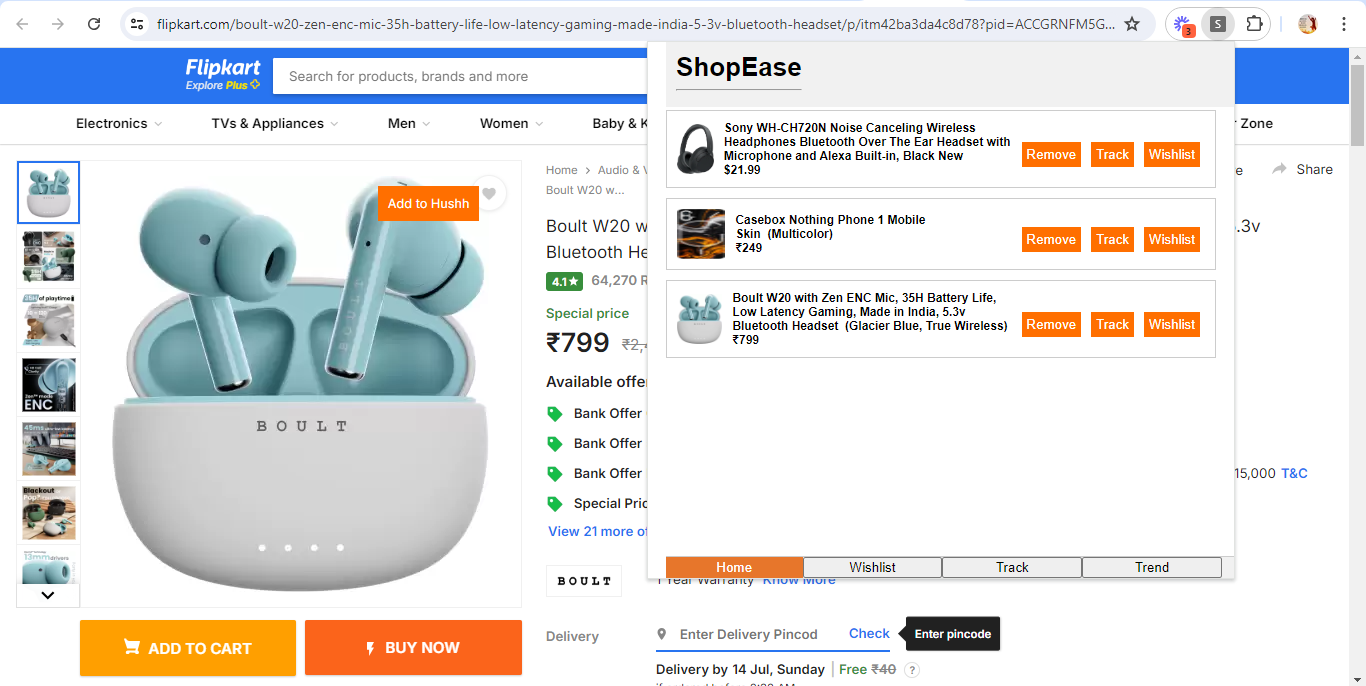 flipkart.com/boult-w20-zen-enc-mic-35h-battery-life-low-latency-gaming-made-india-5-3v-bluetooth-headset/p/itm42ba3da4c8d78?pid=ACCGRNFM5G...
3
S
Flipkart
Explore Plus
Search for products, brands and more
Electronics
TVs & Appliances
Men
Women
Baby & K
Zone
Home
Audio & V
Boult W20 w...
Share
Add to Hushh
Boult W20 w
5.3v
Bluetooth He
4.1★
64,270 R
Special price
₹799
Available offe
Bank Offer
Bank Offer
Bank Offer
15,000 T&C
Special Pric
View 21 more of
BOULT
BOULT
of playtime
ENC
Blackout
13mm drivers
1 Year Warranty Know More
ADD TO CART
BUY NOW
Delivery
Enter Delivery Pincod
Check
Enter pincode
Delivery by 14 Jul, Sunday | Free ₹40 ?
ShopEase
Sony WH-CH720N Noise Canceling Wireless
Headphones Bluetooth Over The Ear Headset with
Microphone and Alexa Built-in, Black New
$21.99
Remove
Track
Wishlist
Casebox Nothing Phone 1 Mobile
Skin (Multicolor)
₹249
Remove
Track
Wishlist
Boult W20 with Zen ENC Mic, 35H Battery Life,
Low Latency Gaming, Made in India, 5.3v
Bluetooth Headset (Glacier Blue, True Wireless)
₹799
Remove
Track
Wishlist
Home
Wishlist
Track
Trend